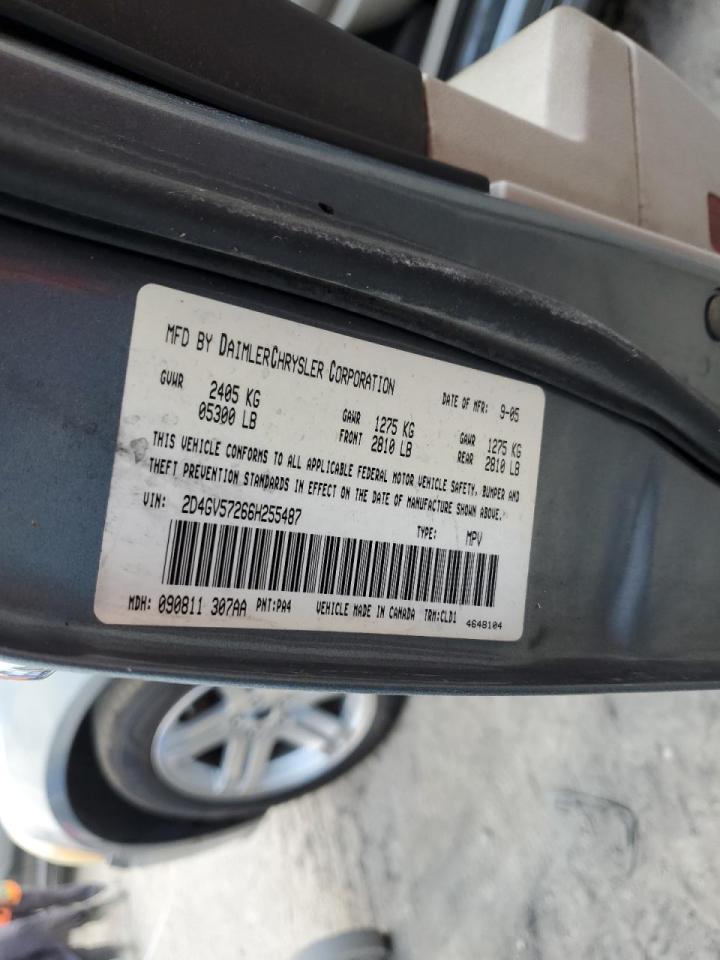 MFD BY DAIMLERCHRYSLER CORPORATION DATE OF MFR: 9-05
GVWR 2405 KG 05300 LB GAWR FRONT 1275 KG 2810 LB GAWR REAR 1275 KG 2810 LB
THIS VEHICLE CONFORMS TO ALL APPLICABLE FEDERAL MOTOR VEHICLE SAFETY, BUMPER AND
THEFT PREVENTION STANDARDS IN EFFECT ON THE DATE OF MANUFACTURE SHOWN ABOVE.
VIN: 2D4GV57266H255487 TYPE: MPV
MDH: 090811 307AA PNT:PA4 VEHICLE MADE IN CANADA TRM:CLD1 4648104